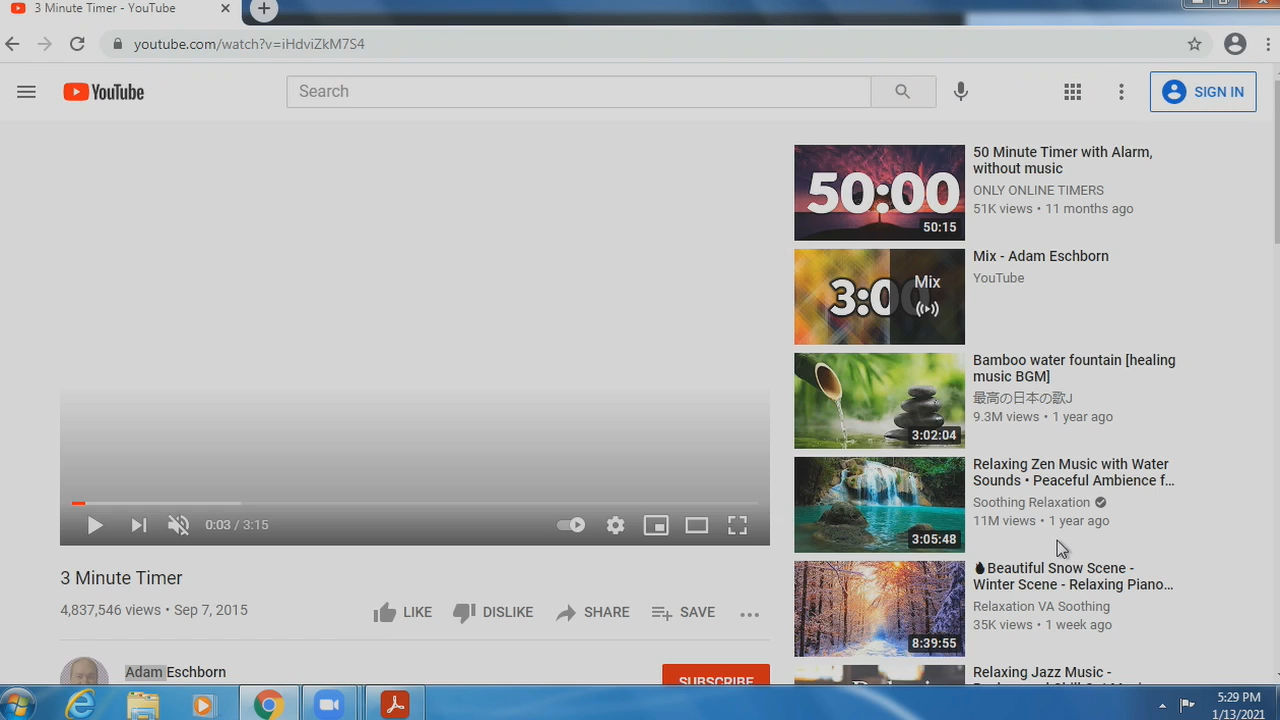 3 Minute Timer - YouTube
youtube.com/watch?v=iHdviZkM7S4
YouTube
Search
SIGN IN
50:00
50:15
50 Minute Timer with Alarm,
without music
ONLY ONLINE TIMERS
51K views • 11 months ago
3:00
Mix
Mix - Adam Eschborn
YouTube
3:02:04
Bamboo water fountain [healing
music BGM]
最高の日本の歌J
9.3M views • 1 year ago
3:05:48
Relaxing Zen Music with Water
Sounds • Peaceful Ambience f...
Soothing Relaxation
11M views • 1 year ago
8:39:55
Beautiful Snow Scene -
Winter Scene - Relaxing Piano...
Relaxation VA Soothing
35K views • 1 week ago
Relaxing Jazz Music -
0:03 / 3:15
3 Minute Timer
4,837,546 views • Sep 7, 2015
LIKE
DISLIKE
SHARE
SAVE
Adam Eschborn
SUBSCRIBE
5:29 PM
1/13/2021